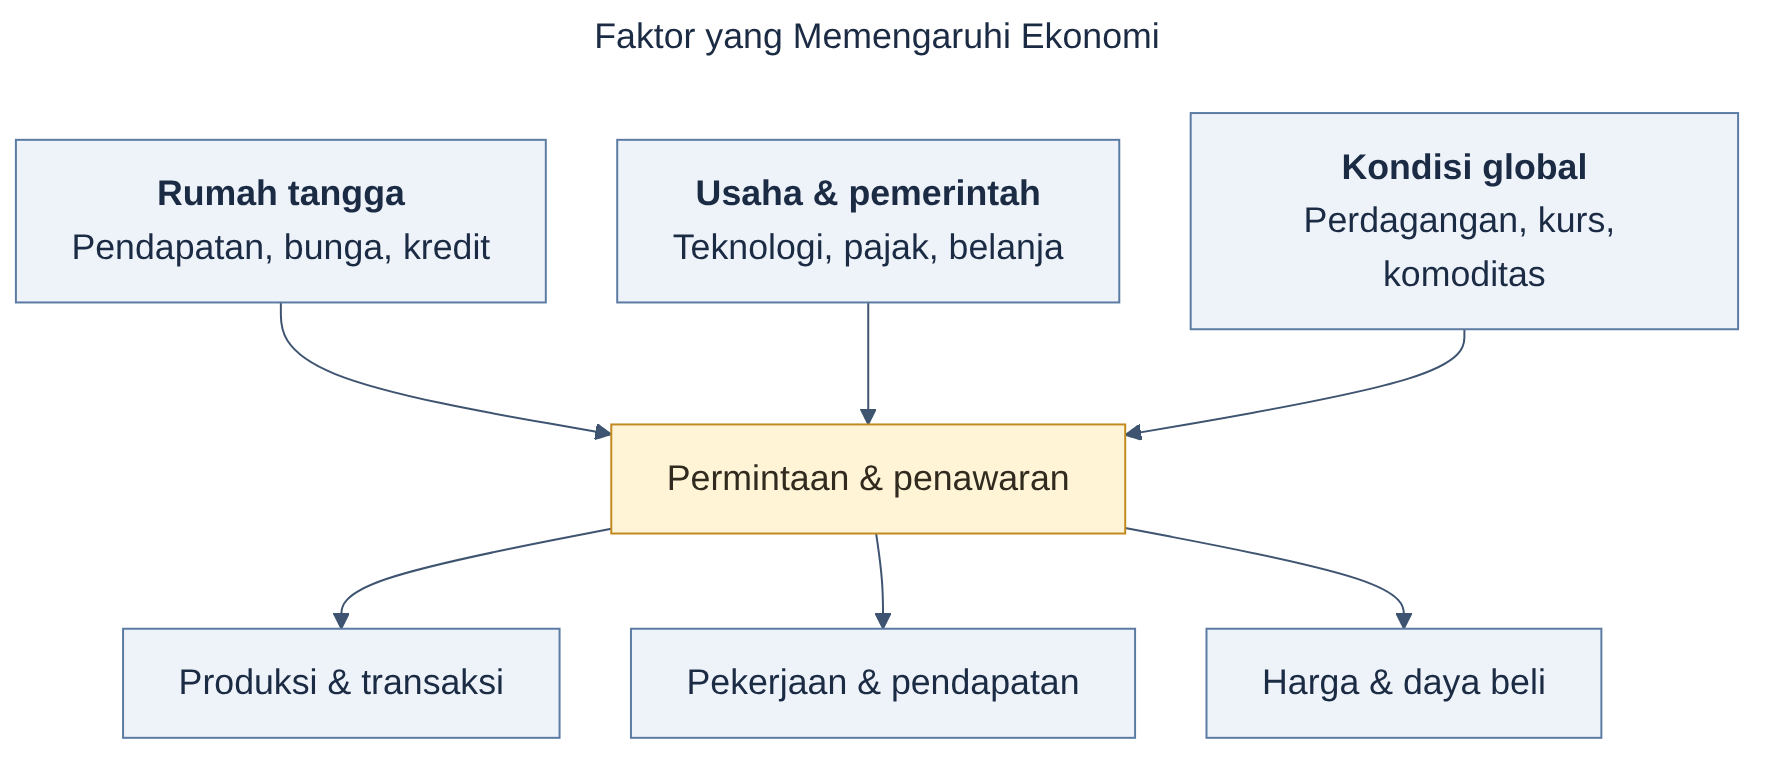 Faktor yang Memengaruhi Ekonomi
Rumah tangga
Pendapatan, bunga, kredit
Usaha & pemerintah
Teknologi, pajak, belanja
Kondisi global
Perdagangan, kurs,
komoditas
Permintaan & penawaran
Produksi & transaksi
Pekerjaan & pendapatan
Harga & daya beli